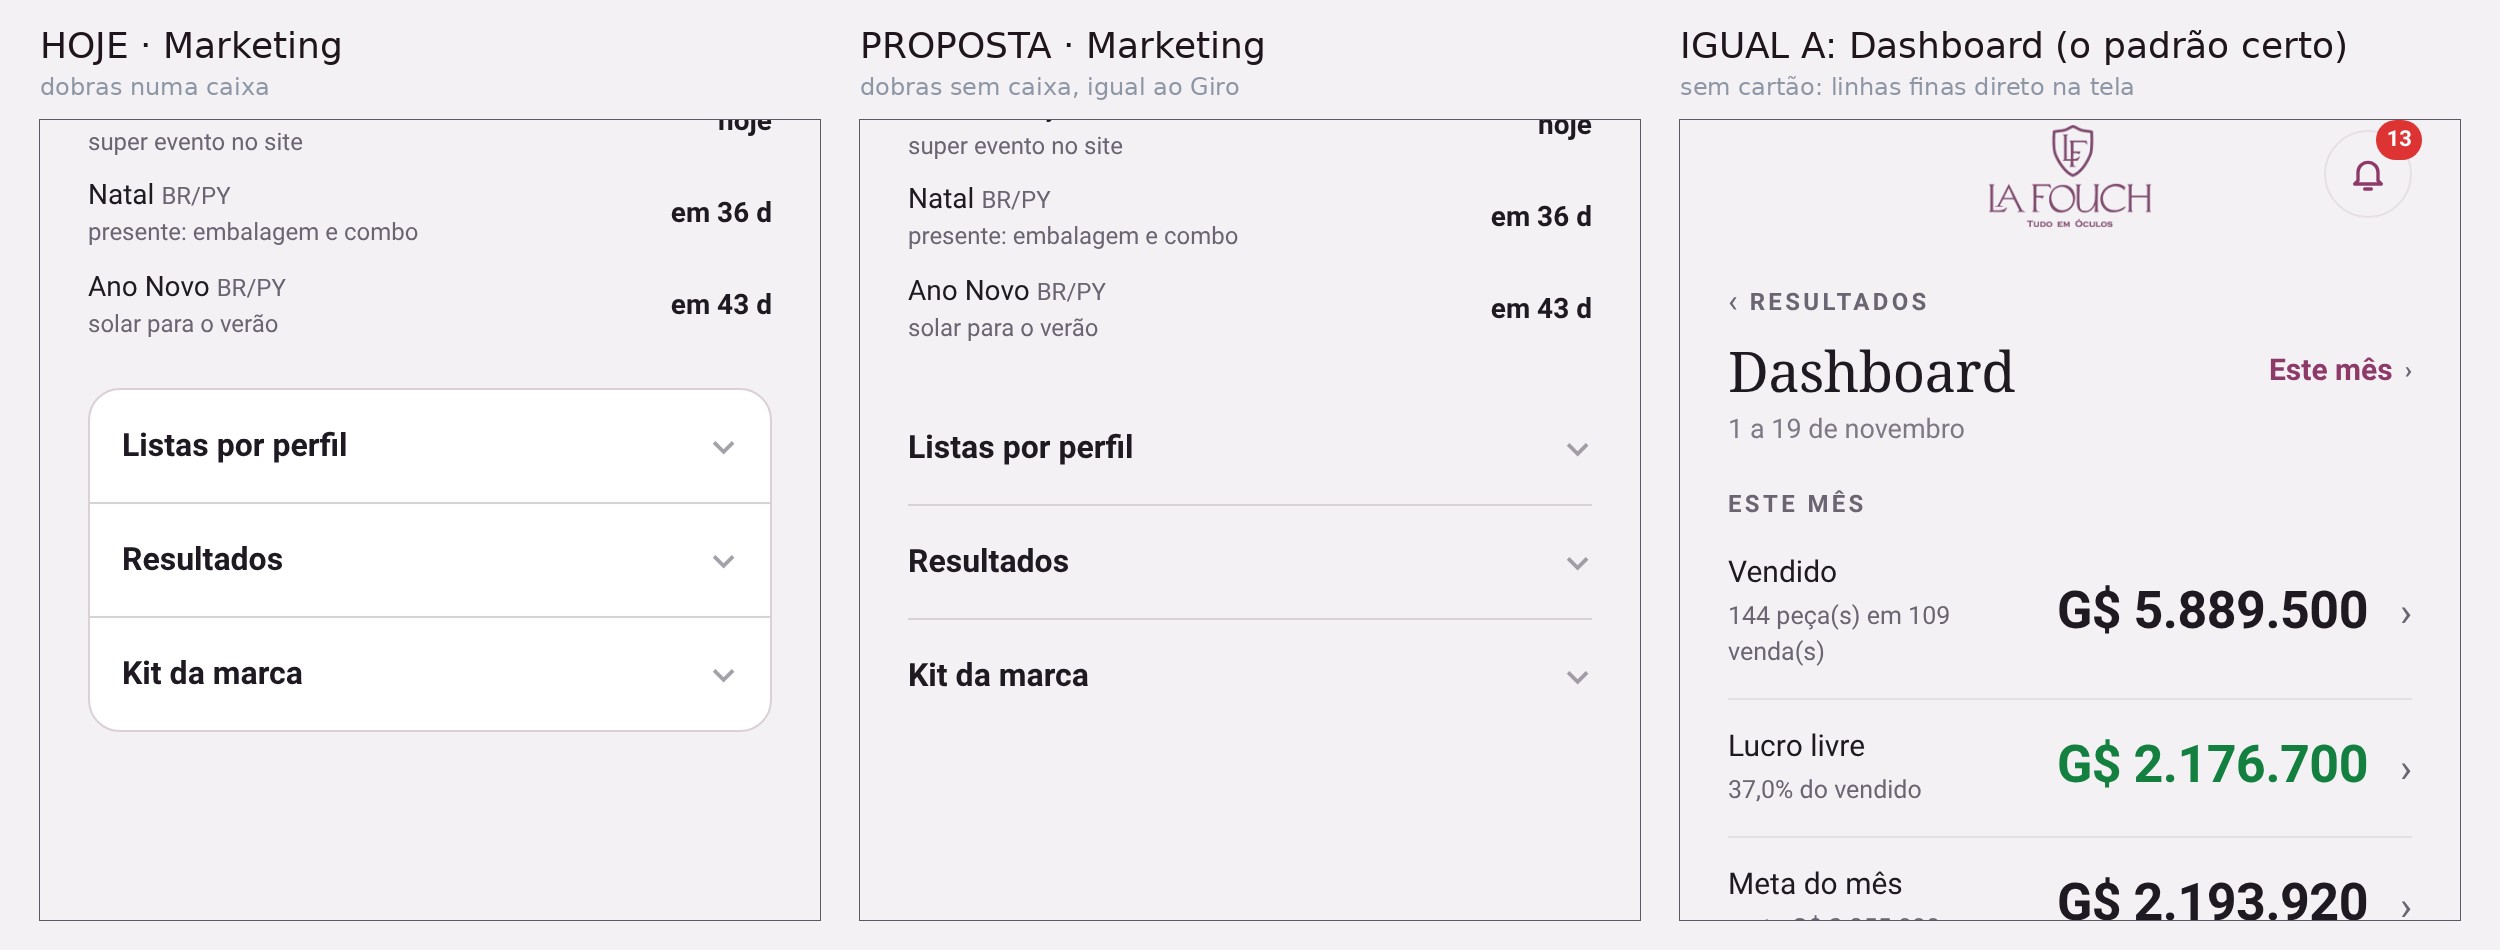 HOJE · Marketing
dobras numa caixa
hoje
super evento no site
Natal BR/PY
em 36 d
presente: embalagem e combo
Ano Novo BR/PY
em 43 d
solar para o verão
Listas por perfil
Resultados
Kit da marca
PROPOSTA · Marketing
dobras sem caixa, igual ao Giro
hoje
super evento no site
Natal BR/PY
em 36 d
presente: embalagem e combo
Ano Novo BR/PY
em 43 d
solar para o verão
Listas por perfil
Resultados
Kit da marca
IGUAL A: Dashboard (o padrão certo)
sem cartão: linhas finas direto na tela
LF
LA FOUCH
TUDO EM ÓCULOS
13
‹ RESULTADOS
Dashboard
Este mês ›
1 a 19 de novembro
ESTE MÊS
Vendido
144 peça(s) em 109
venda(s)
G$ 5.889.500 ›
Lucro livre
37,0% do vendido
G$ 2.176.700 ›
Meta do mês
G$ 2.193.920 ›